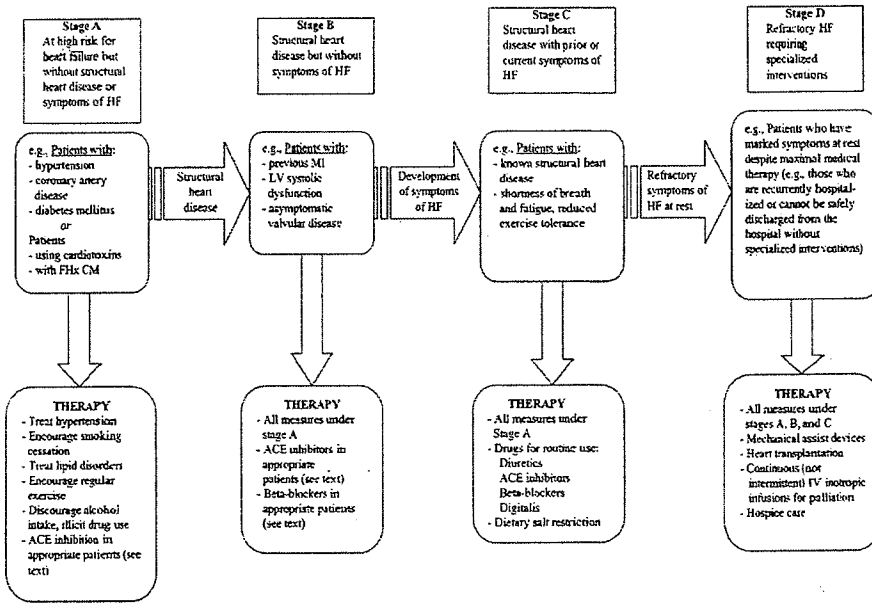 Stage A
At high risk for
heart failure but
without structural
heart disease or
symptoms of HF
Stage B
Structural heart
disease but without
symptoms of HF
Stage C
Structural heart
disease with prior or
current symptoms of
HF
Stage D
Refractory HF
requiring
specialized
interventions
e.g., Patients with:
- hypertension
- coronary artery
disease
- diabetes mellitus
or
Patients
- using cardiotoxins
- with FHx CM
Structural
heart
disease
e.g., Patients with:
- previous MI
- LV systolic
dysfunction
- asymptomatic
valvular disease
Development
of symptoms
of HF
e.g., Patients with:
- known structural heart
disease
- shortness of breath
and fatigue, reduced
exercise tolerance
Refractory
symptoms of
HF at rest
e.g., Patients who have
marked symptoms at rest
despite maximal medical
therapy (e.g., those who
are recurrently hospital-
ized or cannot be safely
discharged from the
hospital without
specialized interventions)
THERAPY
- Treat hypertension
- Encourage smoking
cessation
- Treat lipid disorders
- Encourage regular
exercise
- Discourage alcohol
intake, illicit drug use
- ACE inhibition in
appropriate patients (see
text)
THERAPY
- All measures under
stage A
- ACE inhibitors in
appropriate
patients (see text)
- Beta-blockers in
appropriate patients
(see text)
THERAPY
- All measures under
Stage A
- Drugs for routine use:
Diuretics
ACE inhibitors
Beta-blockers
Digitalis
- Dietary salt restriction
THERAPY
- All measures under
stages A, B, and C
- Mechanical assist devices
- Heart transplantation
- Continuous (not
intermittent) IV inotropic
infusions for palliation
- Hospice care